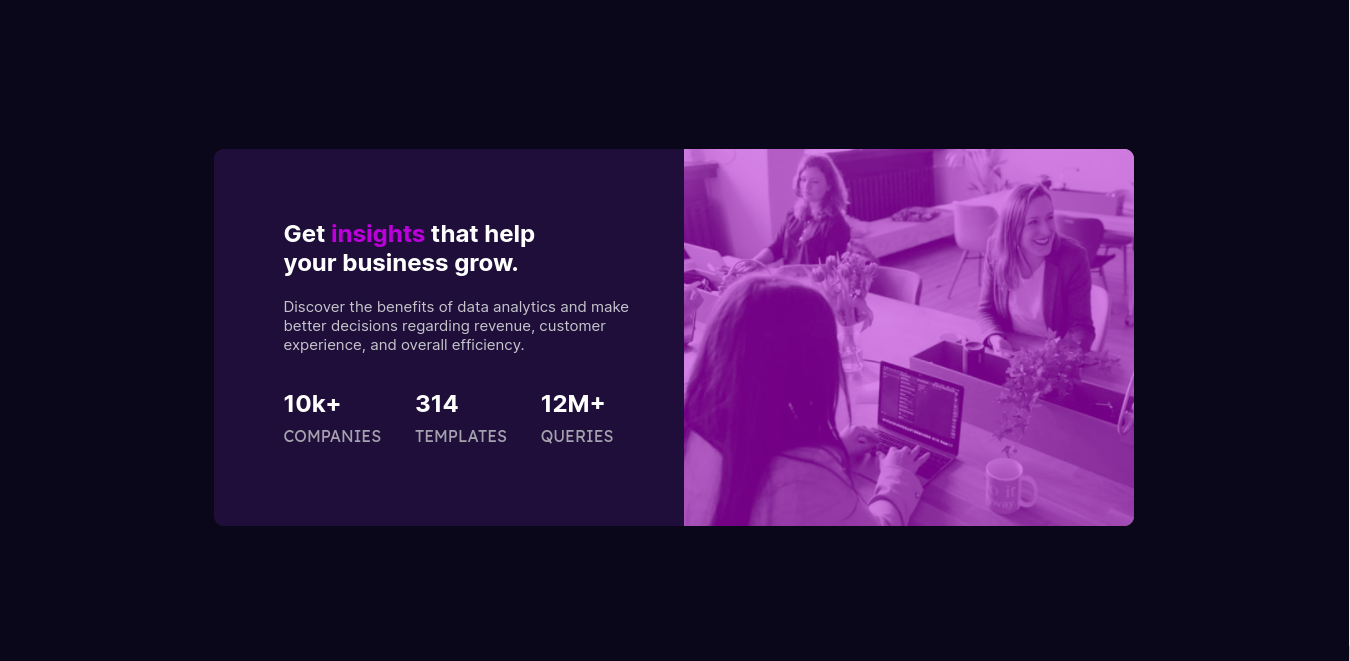 Get insights that help
your business grow.
Discover the benefits of data analytics and make
better decisions regarding revenue, customer
experience, and overall efficiency.
10k+ 314 12M+
COMPANIES TEMPLATES QUERIES